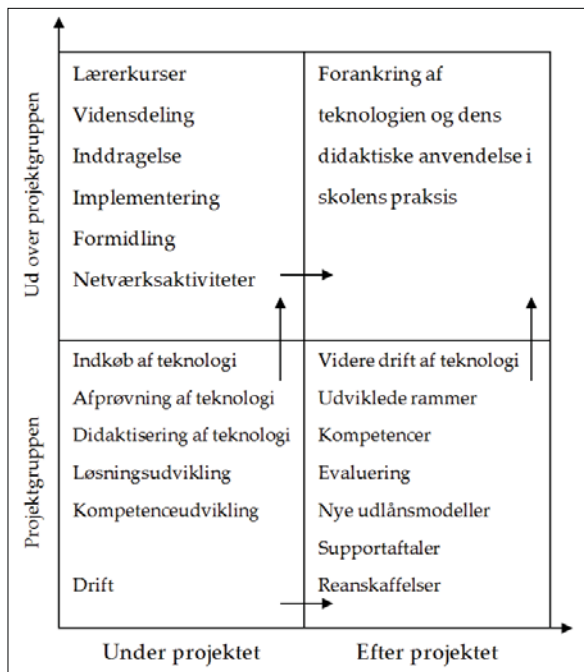 Ud over projektgruppen
Lærerkurser
Vidensdeling
Inddragelse
Implementering
Formidling
Netværksaktiviteter
Forankring af
teknologien og dens
didaktiske anvendelse i
skolens praksis
Projektgruppen
Indkøb af teknologi
Afprøvning af teknologi
Didaktisering af teknologi
Løsningsudvikling
Kompetenceudvikling
Drift
Videre drift af teknologi
Udviklede rammer
Kompetencer
Evaluering
Nye udlånsmodeller
Supportaftaler
Reanskaffelser
Under projektet
Efter projektet